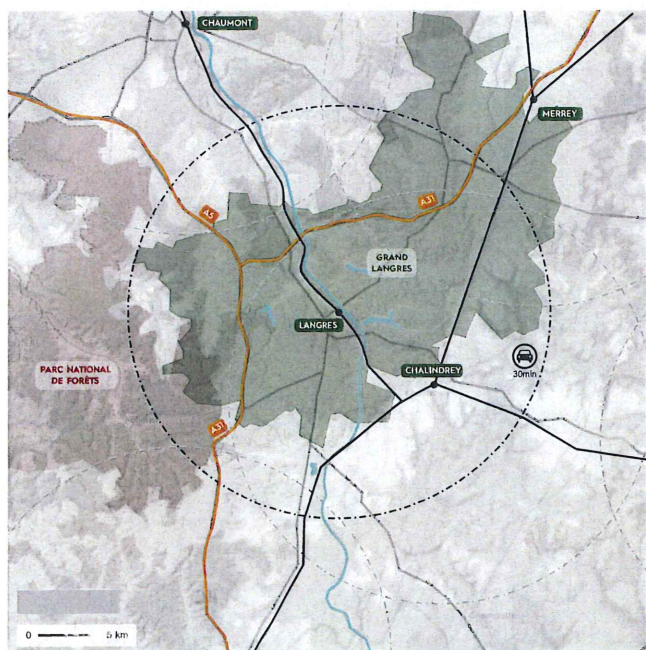 CHAUMONT
MERREY
A5
A31
GRAND
LANGRES
LANGRES
PARC NATIONAL
DE FORÊTS
CHALINDREY
30min
A31
0 5 km